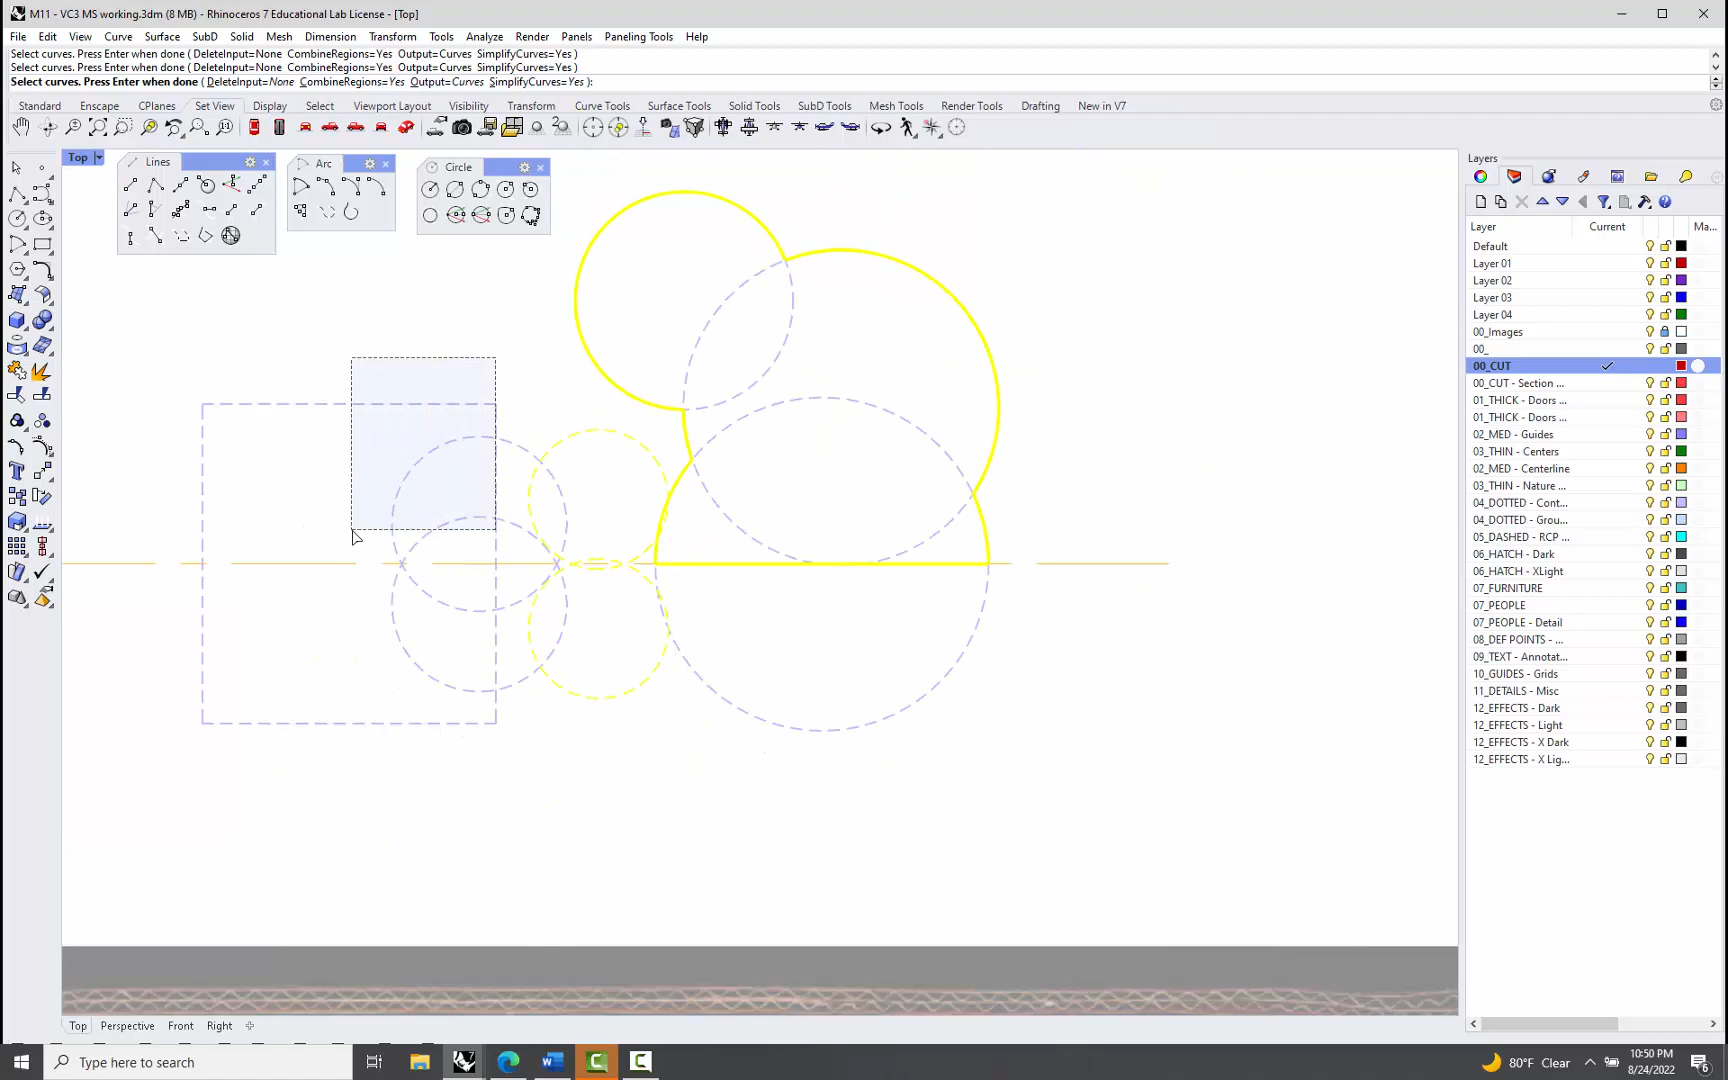 M11 - VC3 MS working.3dm (8 MB) - Rhinoceros 7 Educational Lab License - [Top]
File Edit View Curve Surface SubD Solid Mesh Dimension Transform Tools Analyze Render Panels Paneling Tools Help
Select curves. Press Enter when done ( DeleteInput=None CombineRegions=Yes Output=Curves SimplifyCurves=Yes )
Select curves. Press Enter when done ( DeleteInput=None CombineRegions=Yes Output=Curves SimplifyCurves=Yes )
Select curves. Press Enter when done ( DeleteInput=None CombineRegions=Yes Output=Curves SimplifyCurves=Yes ):
Standard Escape CPlanes Set View Display Select Viewport Layout Visibility Transform Curve Tools Surface Tools Solid Tools SubD Tools Mesh Tools Render Tools Drafting New in V7
Top
Lines
Arc
Circle
Layers
Layer Current Ma...
Default
Layer 01
Layer 02
Layer 03
Layer 04
00_Images
00_
00_CUT
00_CUT - Section ...
01_THICK - Doors ...
01_THICK - Doors ...
02_MED - Guides
03_THIN - Centers
02_MED - Centerline
03_THIN - Nature ...
04_DOTTED - Cont...
04_DOTTED - Grou...
05_DASHED - RCP ...
06_HATCH - Dark
06_HATCH - XLight
07_FURNITURE
07_PEOPLE
07_PEOPLE - Detail
08_DEF POINTS - ...
09_TEXT - Annotat...
10_GUIDES - Grids
11_DETAILS - Misc
12_EFFECTS - Dark
12_EFFECTS - Light
12_EFFECTS - X Dark
12_EFFECTS - X Lig...
Top Perspective Front Right
Type here to search
80°F Clear
10:50 PM
8/24/2022
6